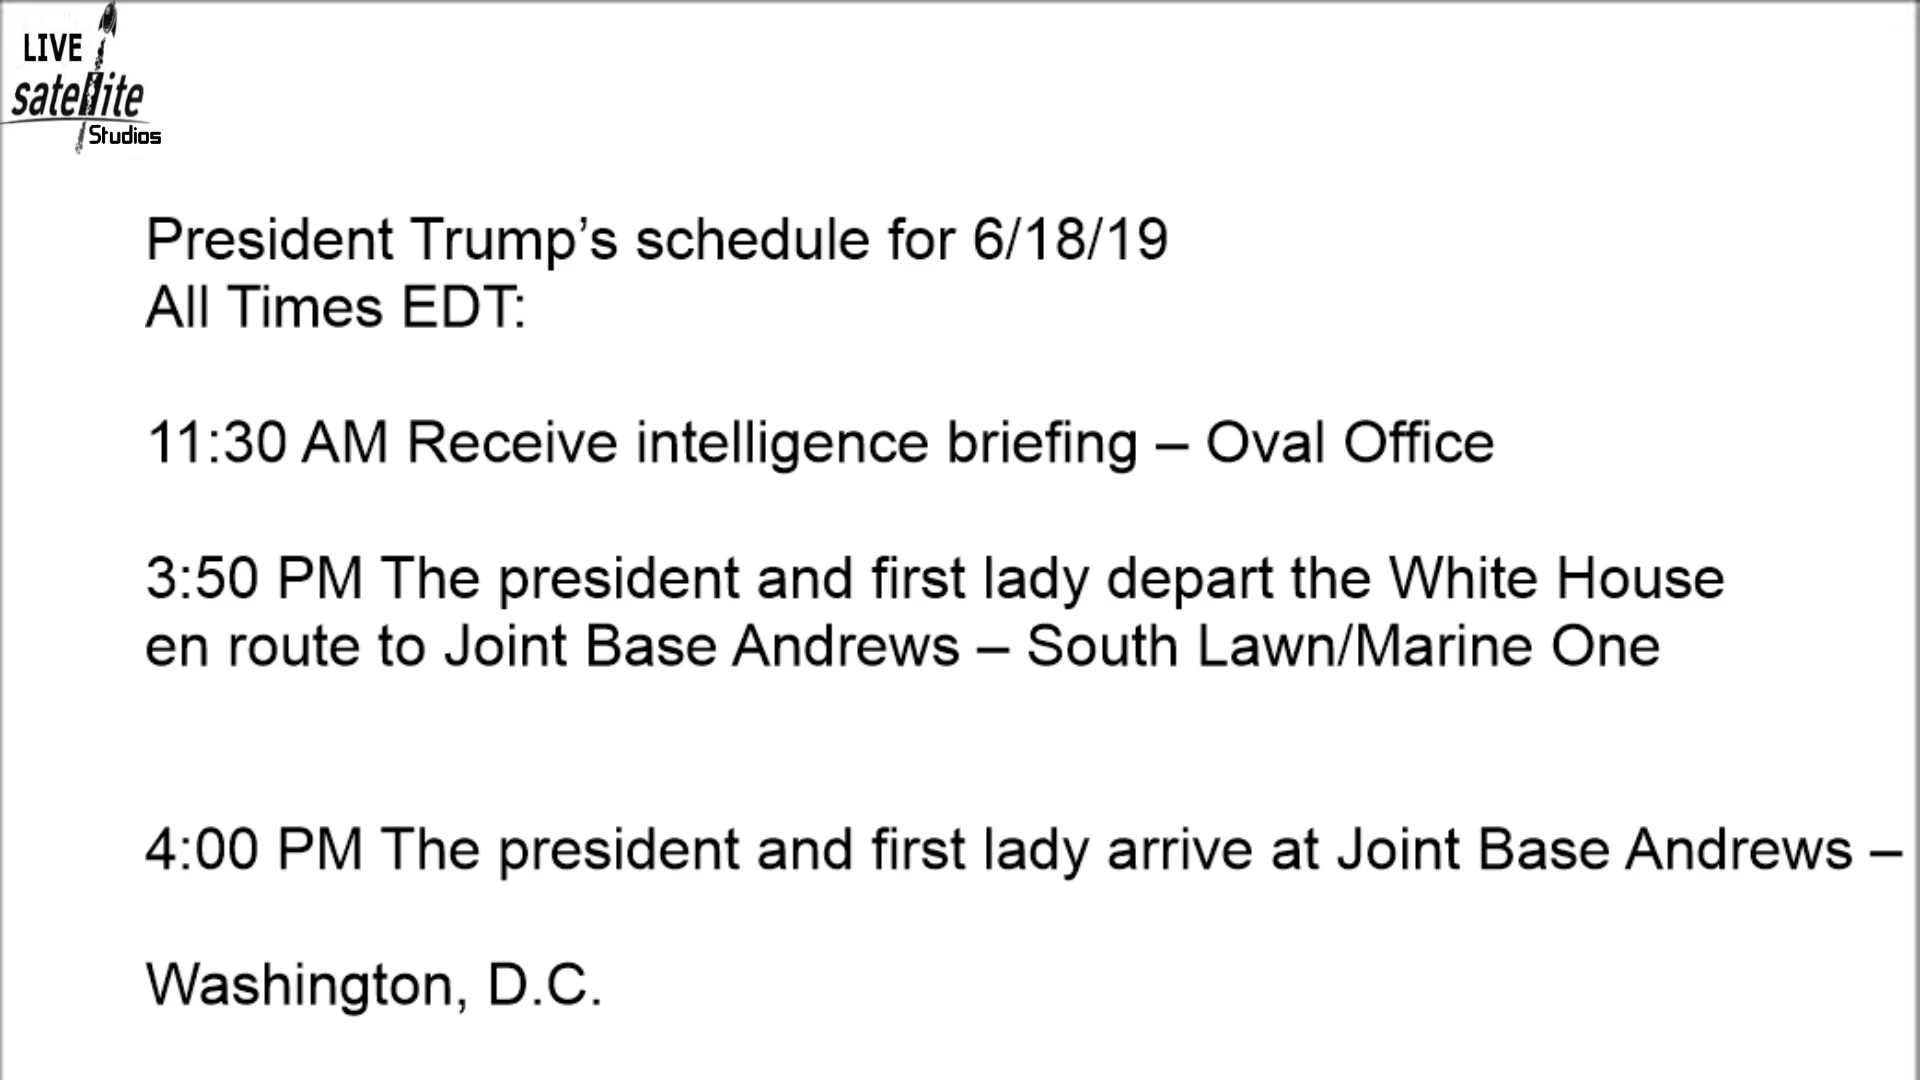 LIVE
satellite
Studios
President Trump’s schedule for 6/18/19
All Times EDT:
11:30 AM Receive intelligence briefing – Oval Office
3:50 PM The president and first lady depart the White House
en route to Joint Base Andrews – South Lawn/Marine One
4:00 PM The president and first lady arrive at Joint Base Andrews –
Washington, D.C.